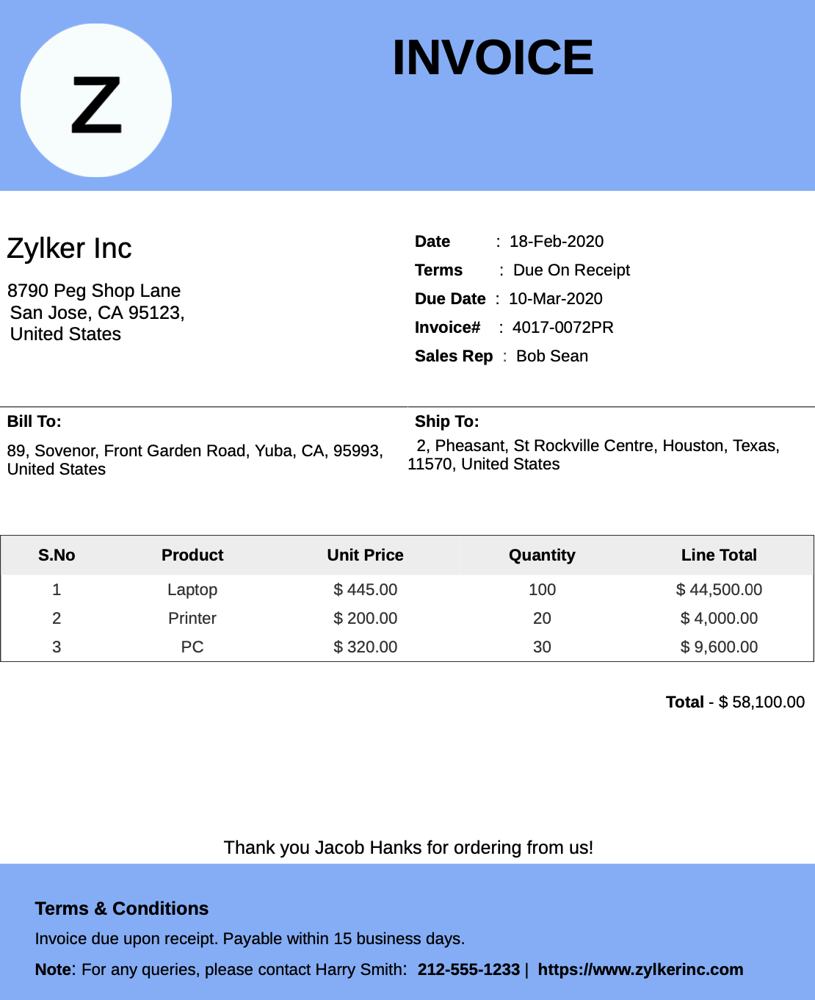 Z
INVOICE
Zylker Inc
8790 Peg Shop Lane
San Jose, CA 95123,
United States
Date : 18-Feb-2020
Terms : Due On Receipt
Due Date : 10-Mar-2020
Invoice# : 4017-0072PR
Sales Rep : Bob Sean
Bill To:
89, Sovenor, Front Garden Road, Yuba, CA, 95993,
United States
Ship To:
2, Pheasant, St Rockville Centre, Houston, Texas,
11570, United States
S.No Product Unit Price Quantity Line Total
1 Laptop $ 445.00 100 $ 44,500.00
2 Printer $ 200.00 20 $ 4,000.00
3 PC $ 320.00 30 $ 9,600.00
Total - $ 58,100.00
Thank you Jacob Hanks for ordering from us!
Terms & Conditions
Invoice due upon receipt. Payable within 15 business days.
Note: For any queries, please contact Harry Smith: 212-555-1233 | https://www.zylkerinc.com